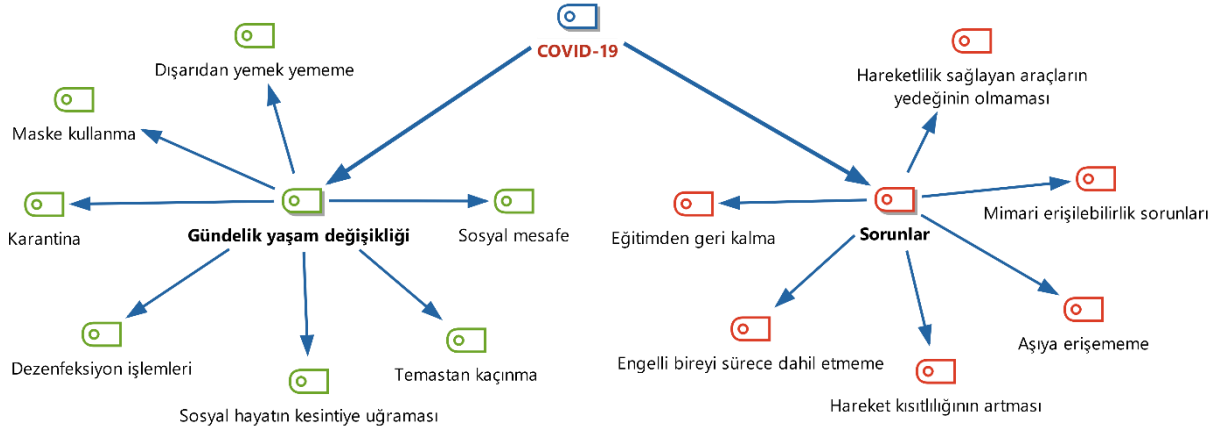 COVID-19
Dışarıdan yemek yememe
Maske kullanma
Karantina
Gündelik yaşam değişikliği
Sosyal mesafe
Dezenfeksiyon işlemleri
Sosyal hayatın kesintiye uğraması
Temastan kaçınma
Hareketlilik sağlayan araçların
yedeğinin olmaması
Mimari erişilebilirlik sorunları
Eğitimden geri kalma
Sorunlar
Aşıya erişememe
Engelli bireyi sürece dahil etmeme
Hareket kısıtlılığının artması